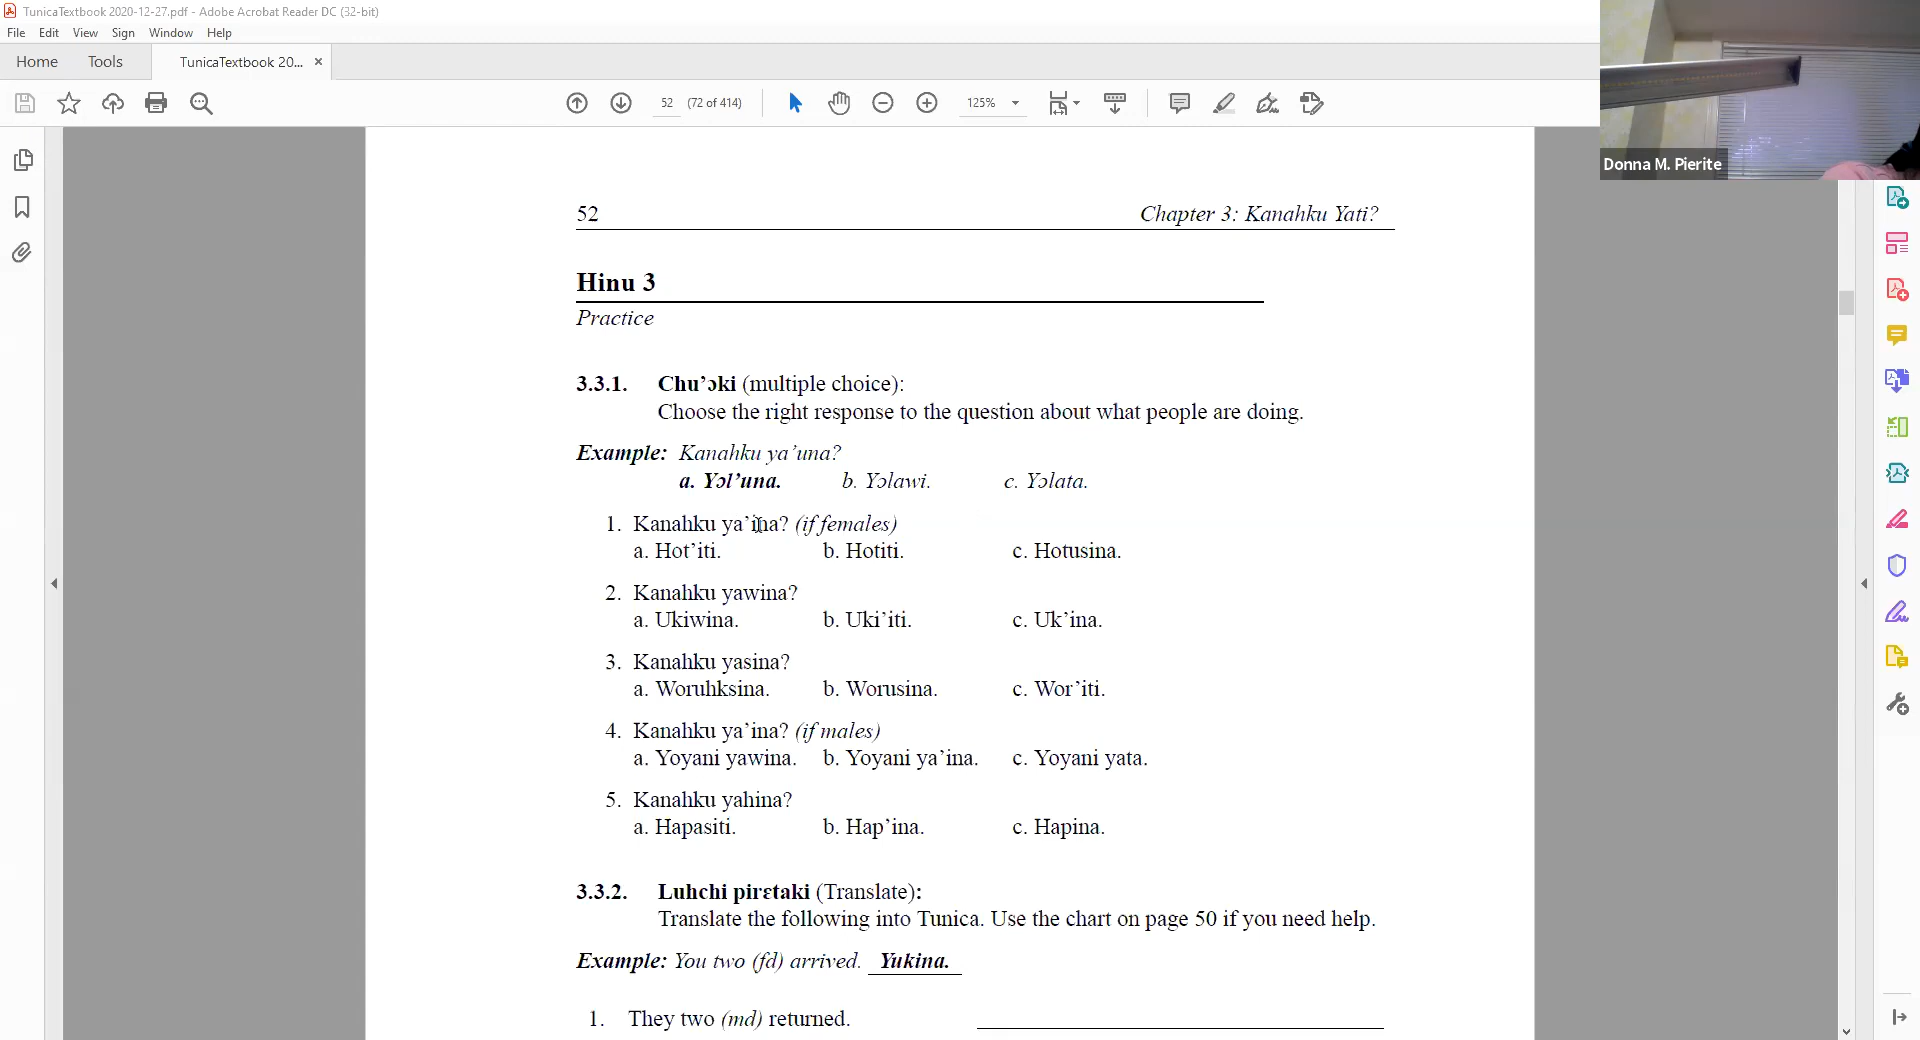 TunicaTextbook 2020-12-27.pdf - Adobe Acrobat Reader DC (32-bit)
File Edit View Sign Window Help
Home Tools TunicaTextbook 20... ×
52 (72 of 414) 125%
Donna M. Pierite
52 Chapter 3: Kanahku Yati?
Hinu 3
Practice
3.3.1. Chu’ɔki (multiple choice):
Choose the right response to the question about what people are doing.
Example: Kanahku ya’una?
a. Yɔl’una. b. Yɔlawi. c. Yɔlata.
1. Kanahku ya’ina? (if females)
a. Hot’iti. b. Hotiti. c. Hotusina.
2. Kanahku yawina?
a. Ukiwina. b. Uki’iti. c. Uk’ina.
3. Kanahku yasina?
a. Woruhksina. b. Worusina. c. Wor’iti.
4. Kanahku ya’ina? (if males)
a. Yoyani yawina. b. Yoyani ya’ina. c. Yoyani yata.
5. Kanahku yahina?
a. Hapasiti. b. Hap’ina. c. Hapina.
3.3.2. Luhchi pirɛtaki (Translate):
Translate the following into Tunica. Use the chart on page 50 if you need help.
Example: You two (fd) arrived. Yukina.
1. They two (md) returned.